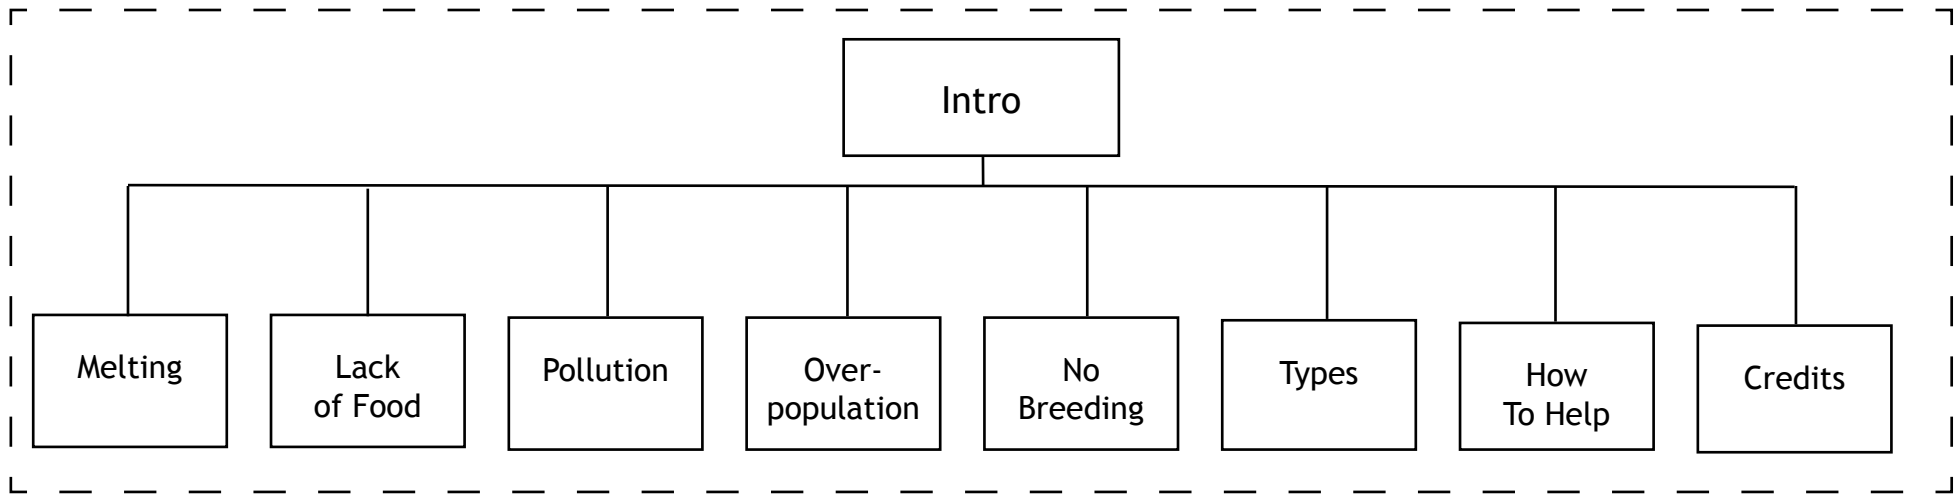 Intro
Melting
Lack
of Food
Pollution
Over-
population
No
Breeding
Types
How
To Help
Credits